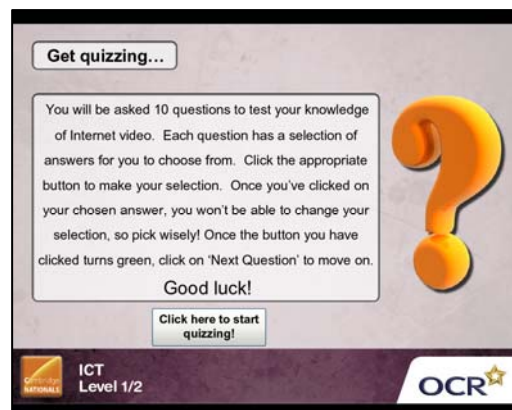 Get quizzing...
You will be asked 10 questions to test your knowledge
of Internet video. Each question has a selection of
answers for you to choose from. Click the appropriate
button to make your selection. Once you've clicked on
your chosen answer, you won't be able to change your
selection, so pick wisely! Once the button you have
clicked turns green, click on 'Next Question' to move on.
Good luck!
Click here to start
quizzing!
Cambridge
NATIONALS
ICT
Level 1/2
OCR